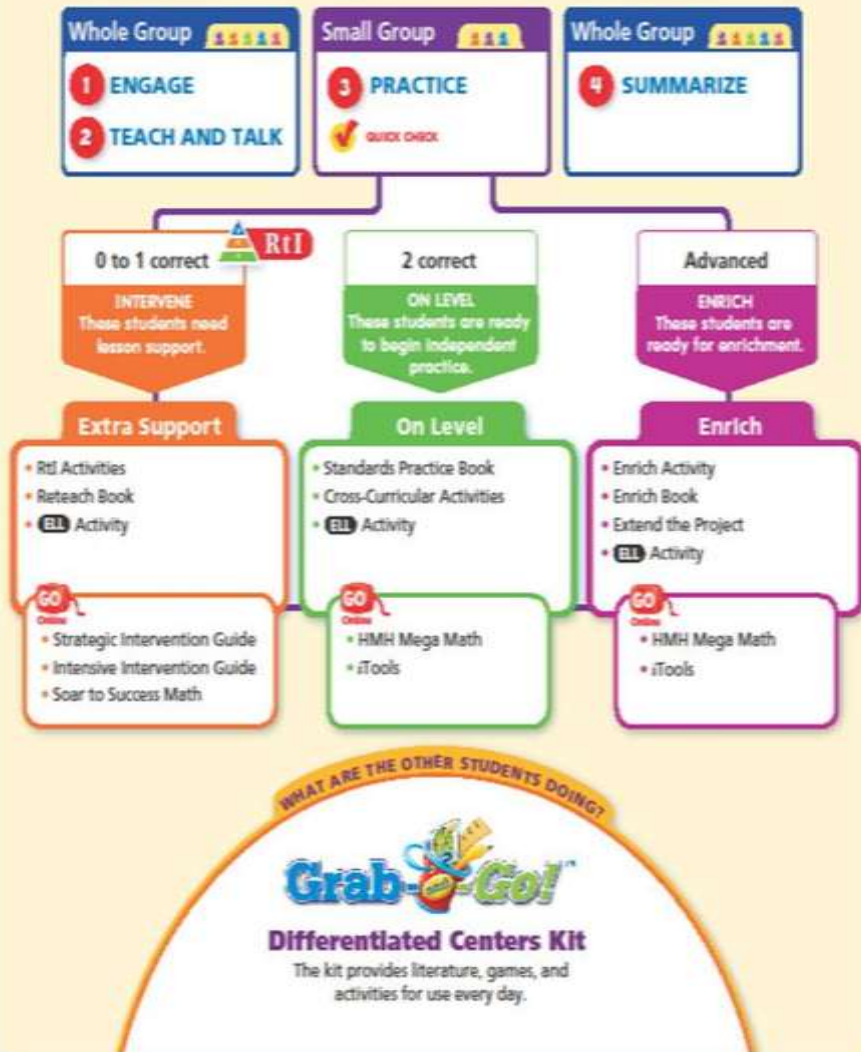 Whole Group
1 ENGAGE
2 TEACH AND TALK
Small Group
3 PRACTICE
QUICK CHECK
Whole Group
4 SUMMARIZE
0 to 1 correct
RtI
INTERVENE
These students need
lesson support.
2 correct
ON LEVEL
These students are ready
to begin independent
practice.
Advanced
ENRICH
These students are
ready for enrichment.
Extra Support
• RtI Activities
• Reteach Book
• ELL Activity
GO
Online
• Strategic Intervention Guide
• Intensive Intervention Guide
• Soar to Success Math
On Level
• Standards Practice Book
• Cross-Curricular Activities
• ELL Activity
GO
Online
• HMH Mega Math
• iTools
Enrich
• Enrich Activity
• Enrich Book
• Extend the Project
• ELL Activity
GO
Online
• HMH Mega Math
• iTools
WHAT ARE THE OTHER STUDENTS DOING?
Grab-Go!™
Differentiated Centers Kit
The kit provides literature, games, and
activities for use every day.